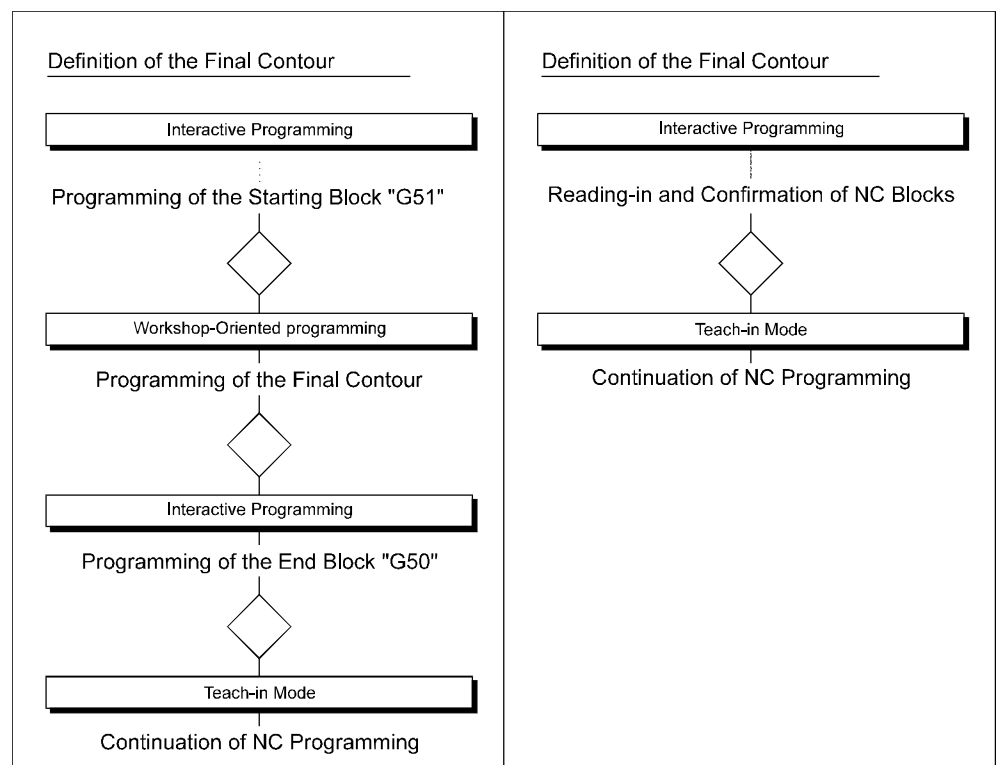 Definition of the Final Contour
Interactive Programming
Programming of the Starting Block "G51"
Workshop-Oriented programming
Programming of the Final Contour
Interactive Programming
Programming of the End Block "G50"
Teach-in Mode
Continuation of NC Programming
Definition of the Final Contour
Interactive Programming
Reading-in and Confirmation of NC Blocks
Teach-in Mode
Continuation of NC Programming